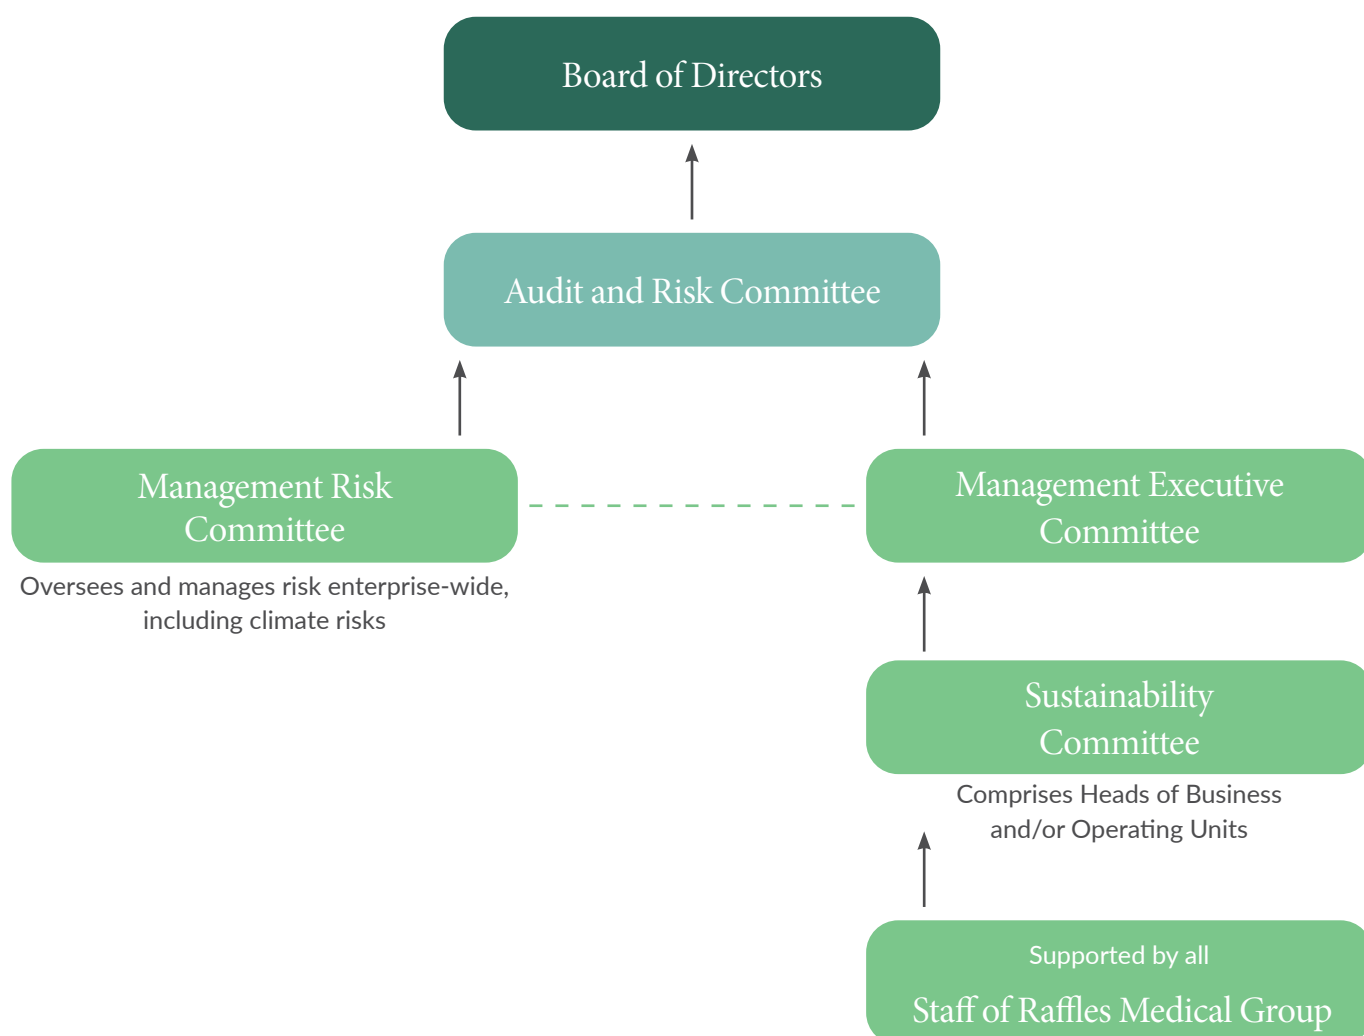 Board of Directors
Audit and Risk Committee
Management Risk
Committee
Oversees and manages risk enterprise-wide,
including climate risks
Management Executive
Committee
Sustainability
Committee
Comprises Heads of Business
and/or Operating Units
Supported by all
Staff of Raffles Medical Group